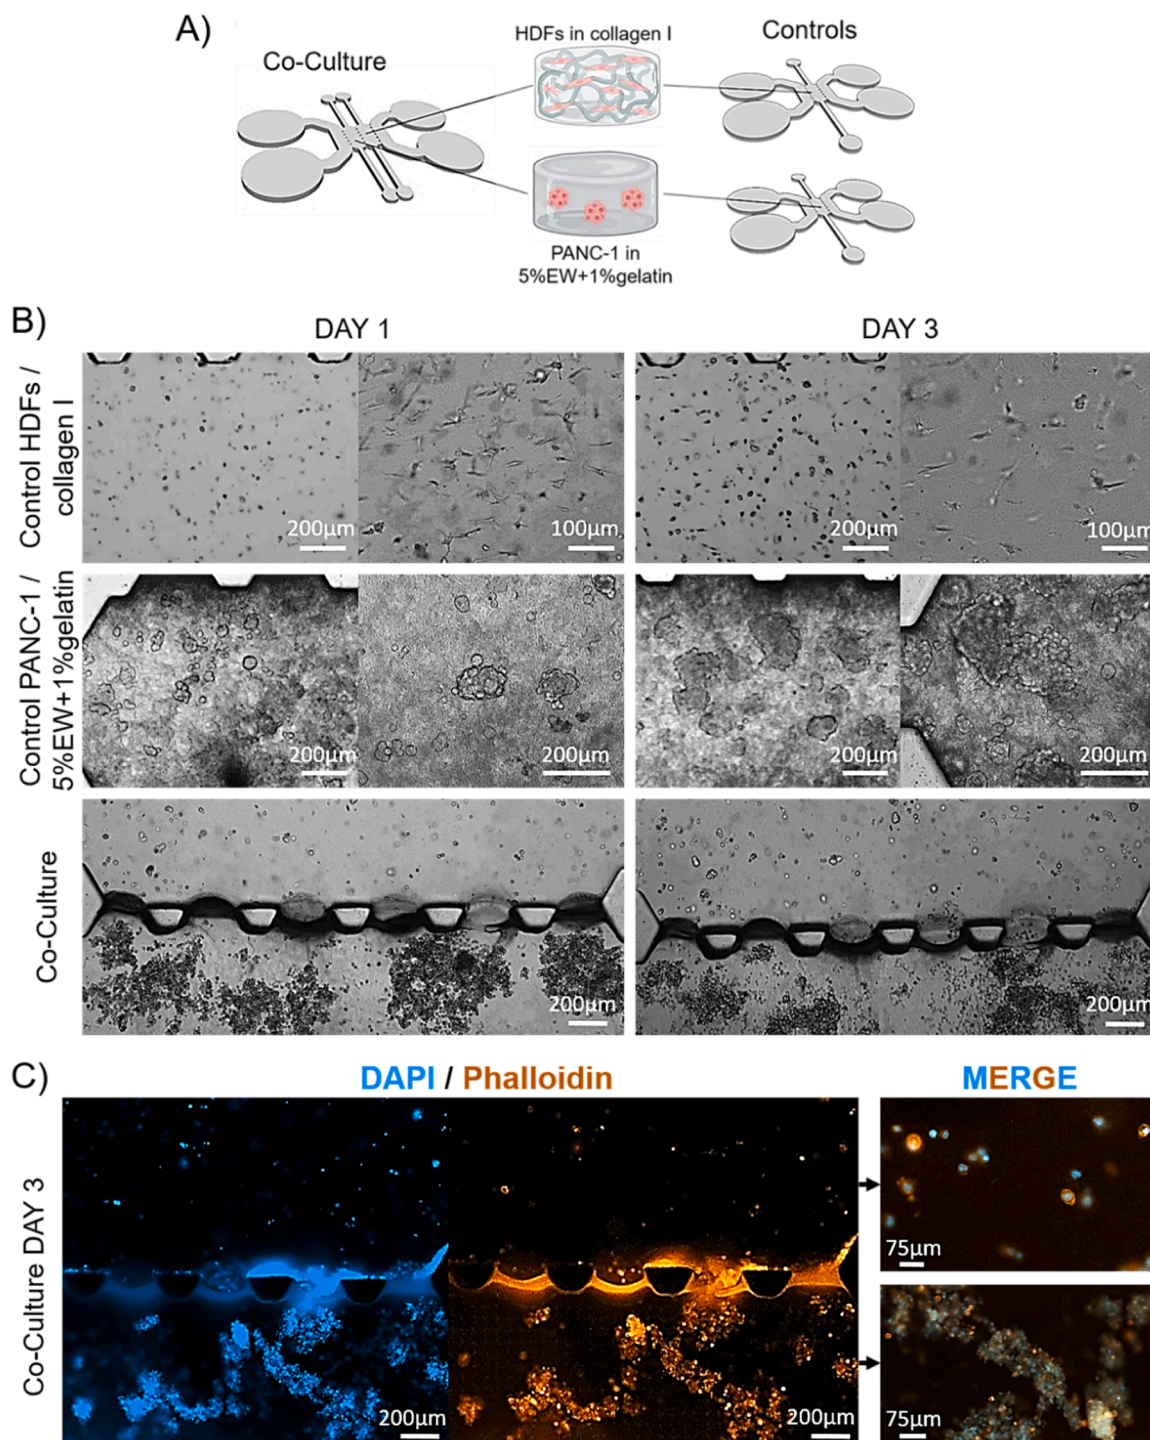 A)
HDFs in collagen I
Controls
Co-Culture
PANC-1 in
5%EW+1%gelatin
B)
DAY 1
DAY 3
Control HDFs /
collagen I
200µm
100µm
200µm
100µm
Control PANC-1 /
5%EW+1%gelatin
200µm
200µm
200µm
200µm
Co-Culture
200µm
200µm
C)
DAPI / Phalloidin
MERGE
Co-Culture DAY 3
200µm
200µm
75µm
75µm